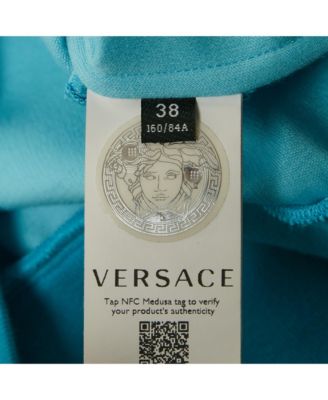 38
160/84A
VERSACE
Tap NFC Medusa tag to verify
your product's authenticity